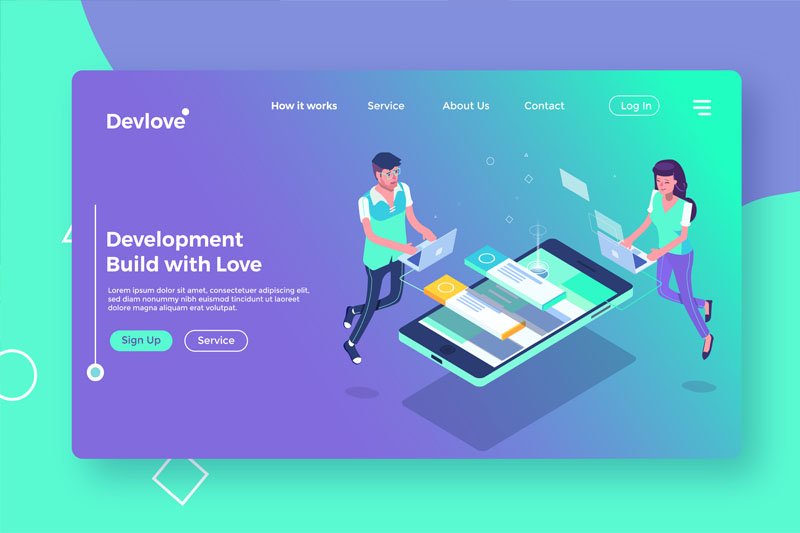 Devlove
How it works
Service
About Us
Contact
Log In
Development
Build with Love
Lorem ipsum dolor sit amet, consectetuer adipiscing elit,
sed diam nonummy nibh euismod tincidunt ut laoreet
dolore magna aliquam erat volutpat.
Sign Up
Service